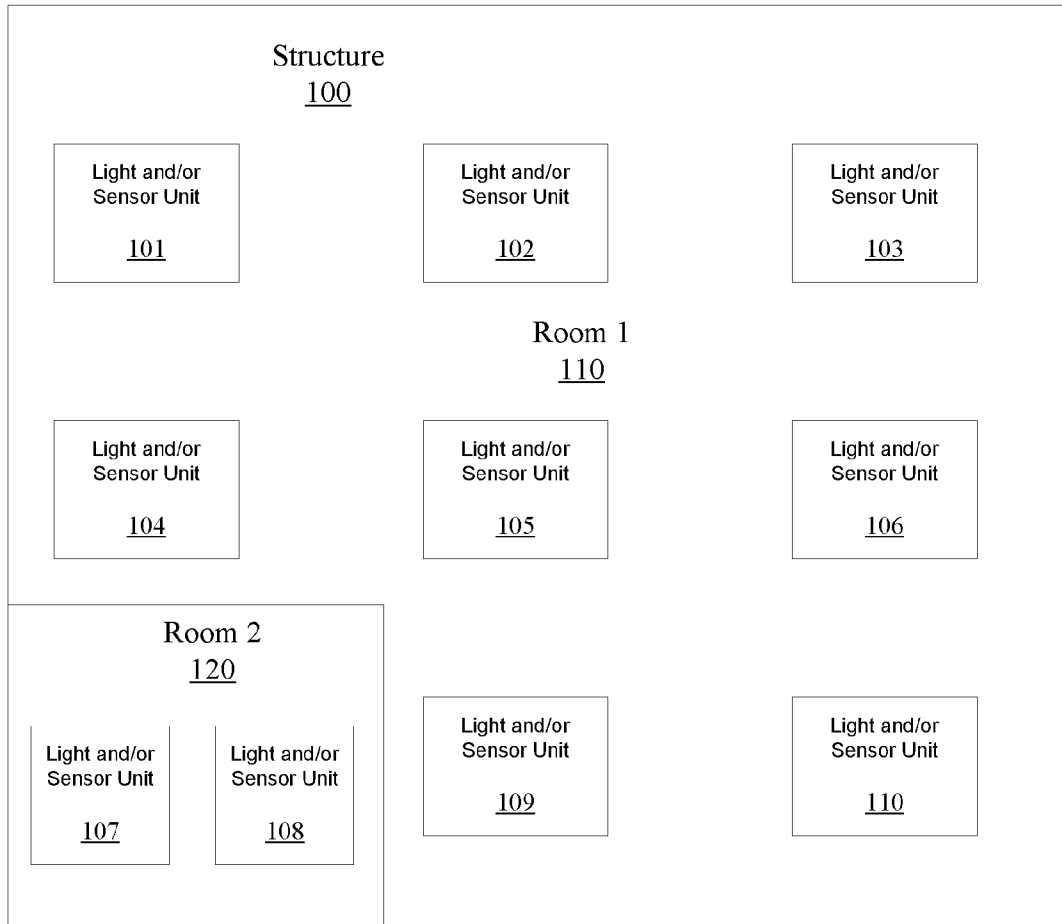 Structure
100
Light and/or
Sensor Unit
101
Light and/or
Sensor Unit
102
Light and/or
Sensor Unit
103
Room 1
110
Light and/or
Sensor Unit
104
Light and/or
Sensor Unit
105
Light and/or
Sensor Unit
106
Room 2
120
Light and/or
Sensor Unit
107
Light and/or
Sensor Unit
108
Light and/or
Sensor Unit
109
Light and/or
Sensor Unit
110